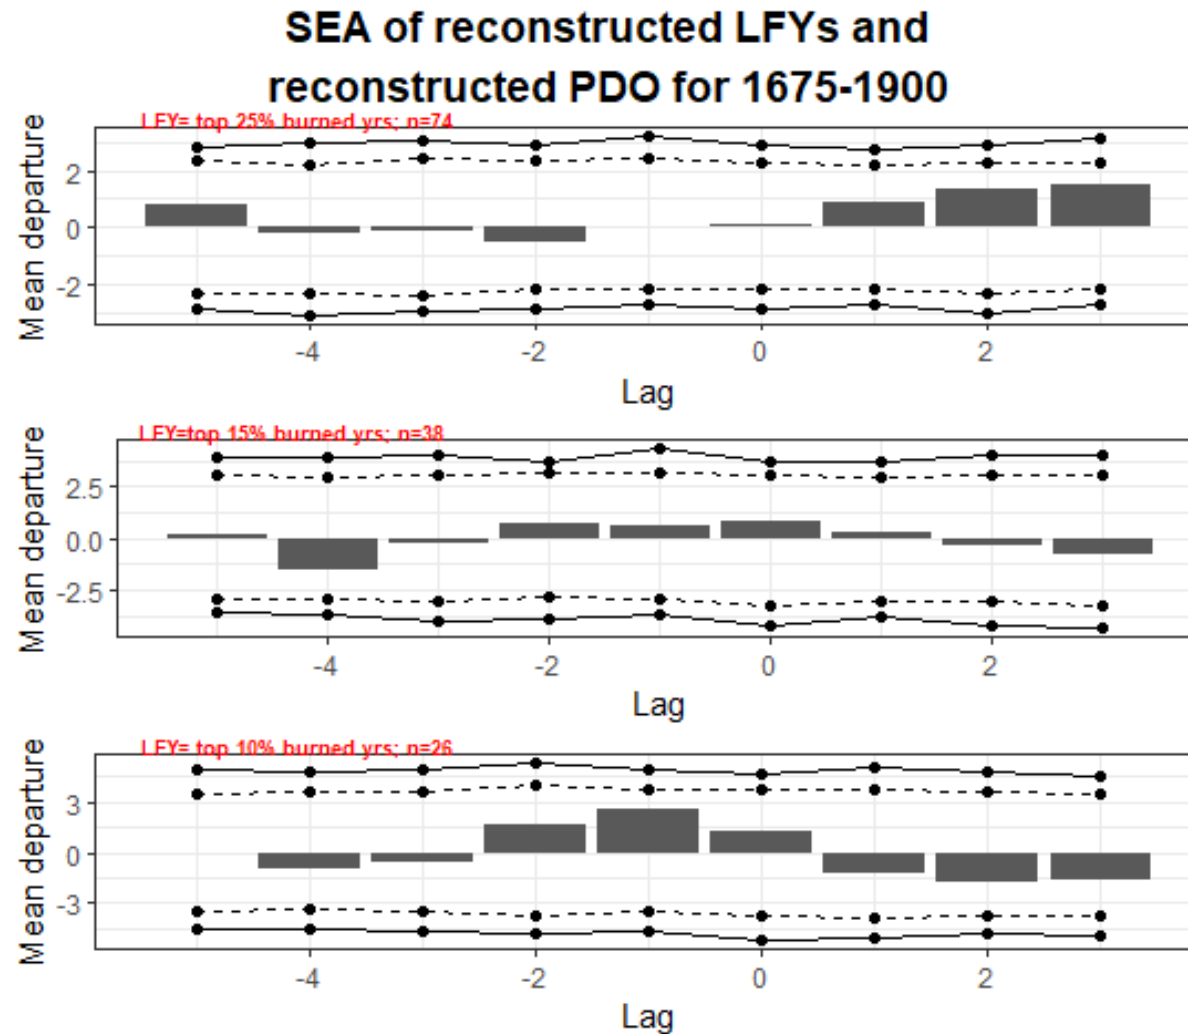 SEA of reconstructed LFYs and
reconstructed PDO for 1675-1900
LFY= top 25% burned yrs; n=74
Mean departure
2
0
-2
-4
-2
0
2
Lag
LFY=top 15% burned yrs; n=38
Mean departure
2.5
0.0
-2.5
-4
-2
0
2
Lag
LFY= top 10% burned yrs; n=26
Mean departure
3
0
-3
-4
-2
0
2
Lag